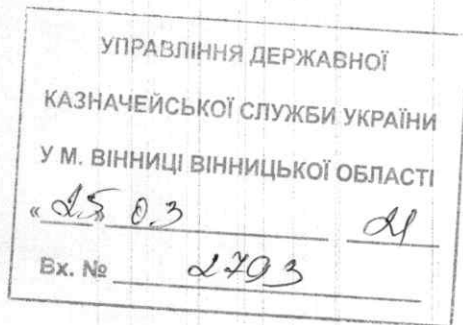 УПРАВЛІННЯ ДЕРЖАВНОЇ
КАЗНАЧЕЙСЬКОЇ СЛУЖБИ УКРАЇНИ
У М. ВІННИЦІ ВІННИЦЬКОЇ ОБЛАСТІ
«25» 03 21
Вх. № 2793